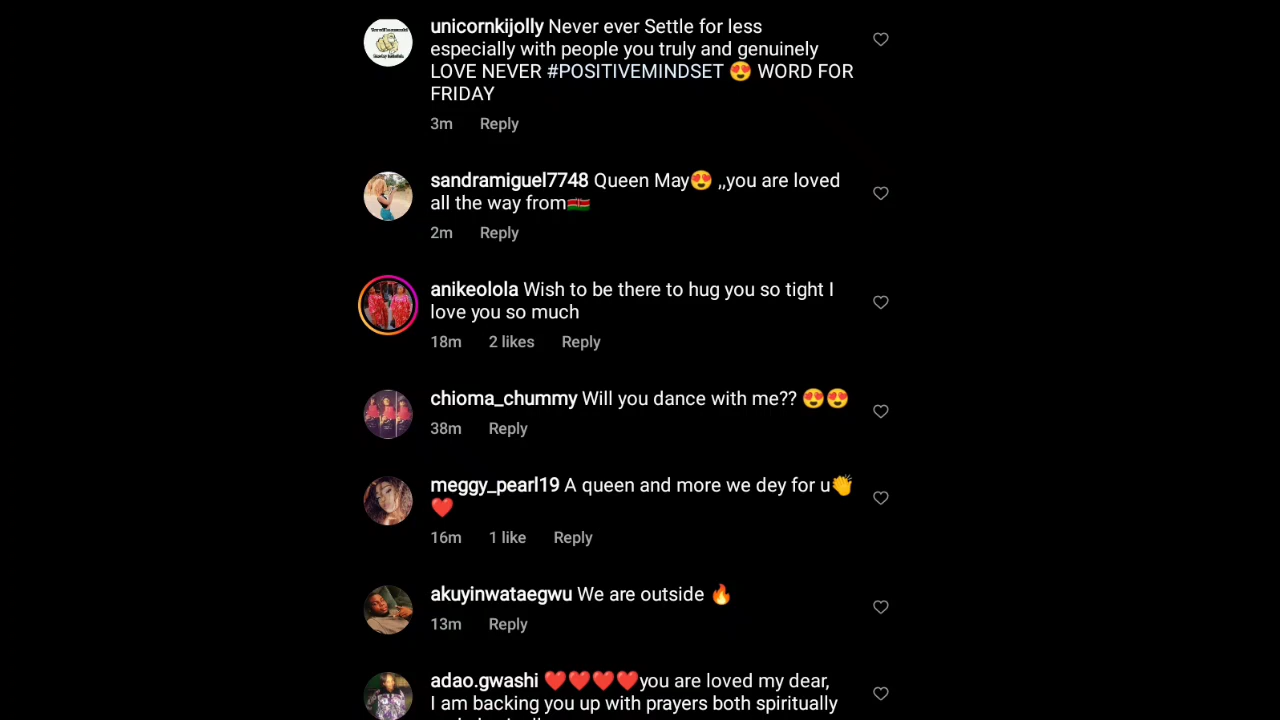 unicornkijolly Never ever Settle for less
especially with people you truly and genuinely
LOVE NEVER #POSITIVEMINDSET 😍 WORD FOR
FRIDAY
3m Reply
sandramiguel7748 Queen May😍 ,,you are loved
all the way from🇰🇪
2m Reply
anikeolola Wish to be there to hug you so tight I
love you so much
18m 2 likes Reply
chioma_chummy Will you dance with me?? 😍😍
38m Reply
meggy_pearl19 A queen and more we dey for u👏
❤️
16m 1 like Reply
akuyinwataegwu We are outside 🔥
13m Reply
adao.gwashi ❤️❤️❤️❤️you are loved my dear,
I am backing you up with prayers both spiritually